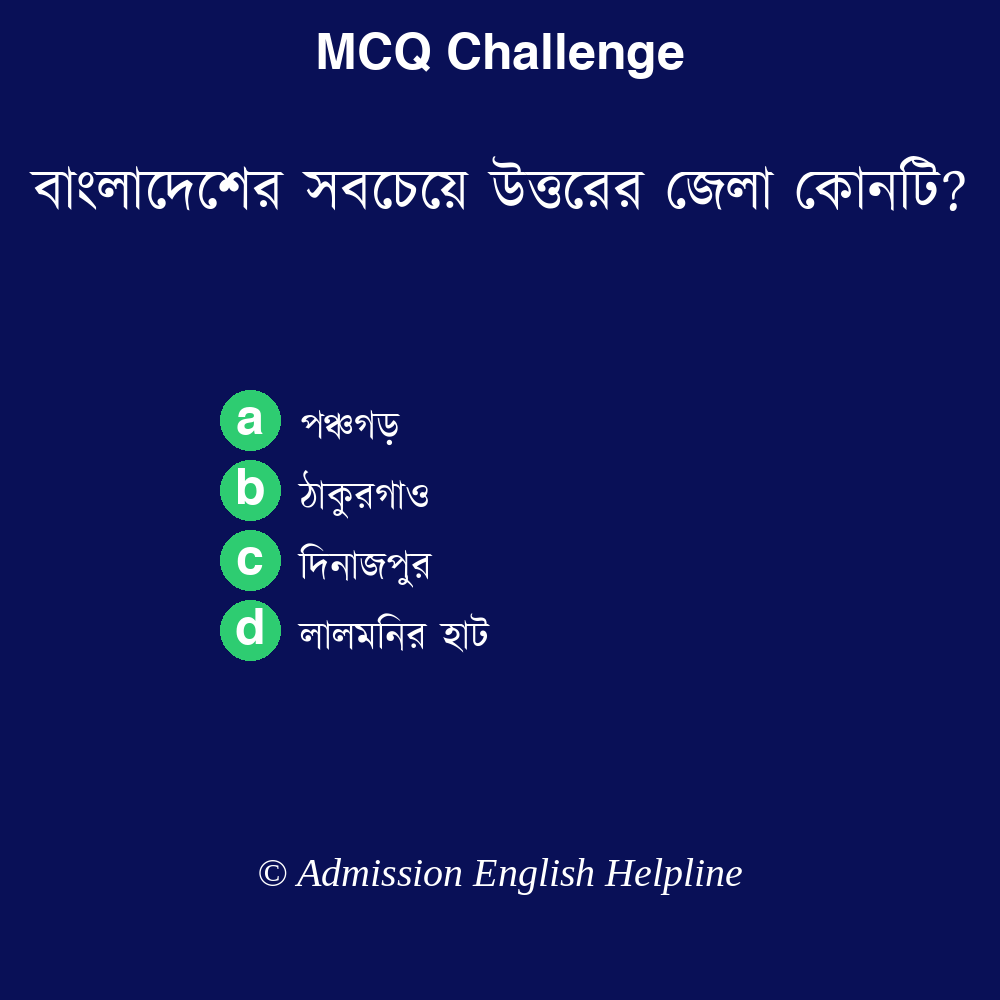 MCQ Challenge
বাংলাদেশের সবচেয়ে উত্তরের জেলা কোনটি?
a পঞ্চগড়
b ঠাকুরগাও
c দিনাজপুর
d লালমনির হাট
© Admission English Helpline